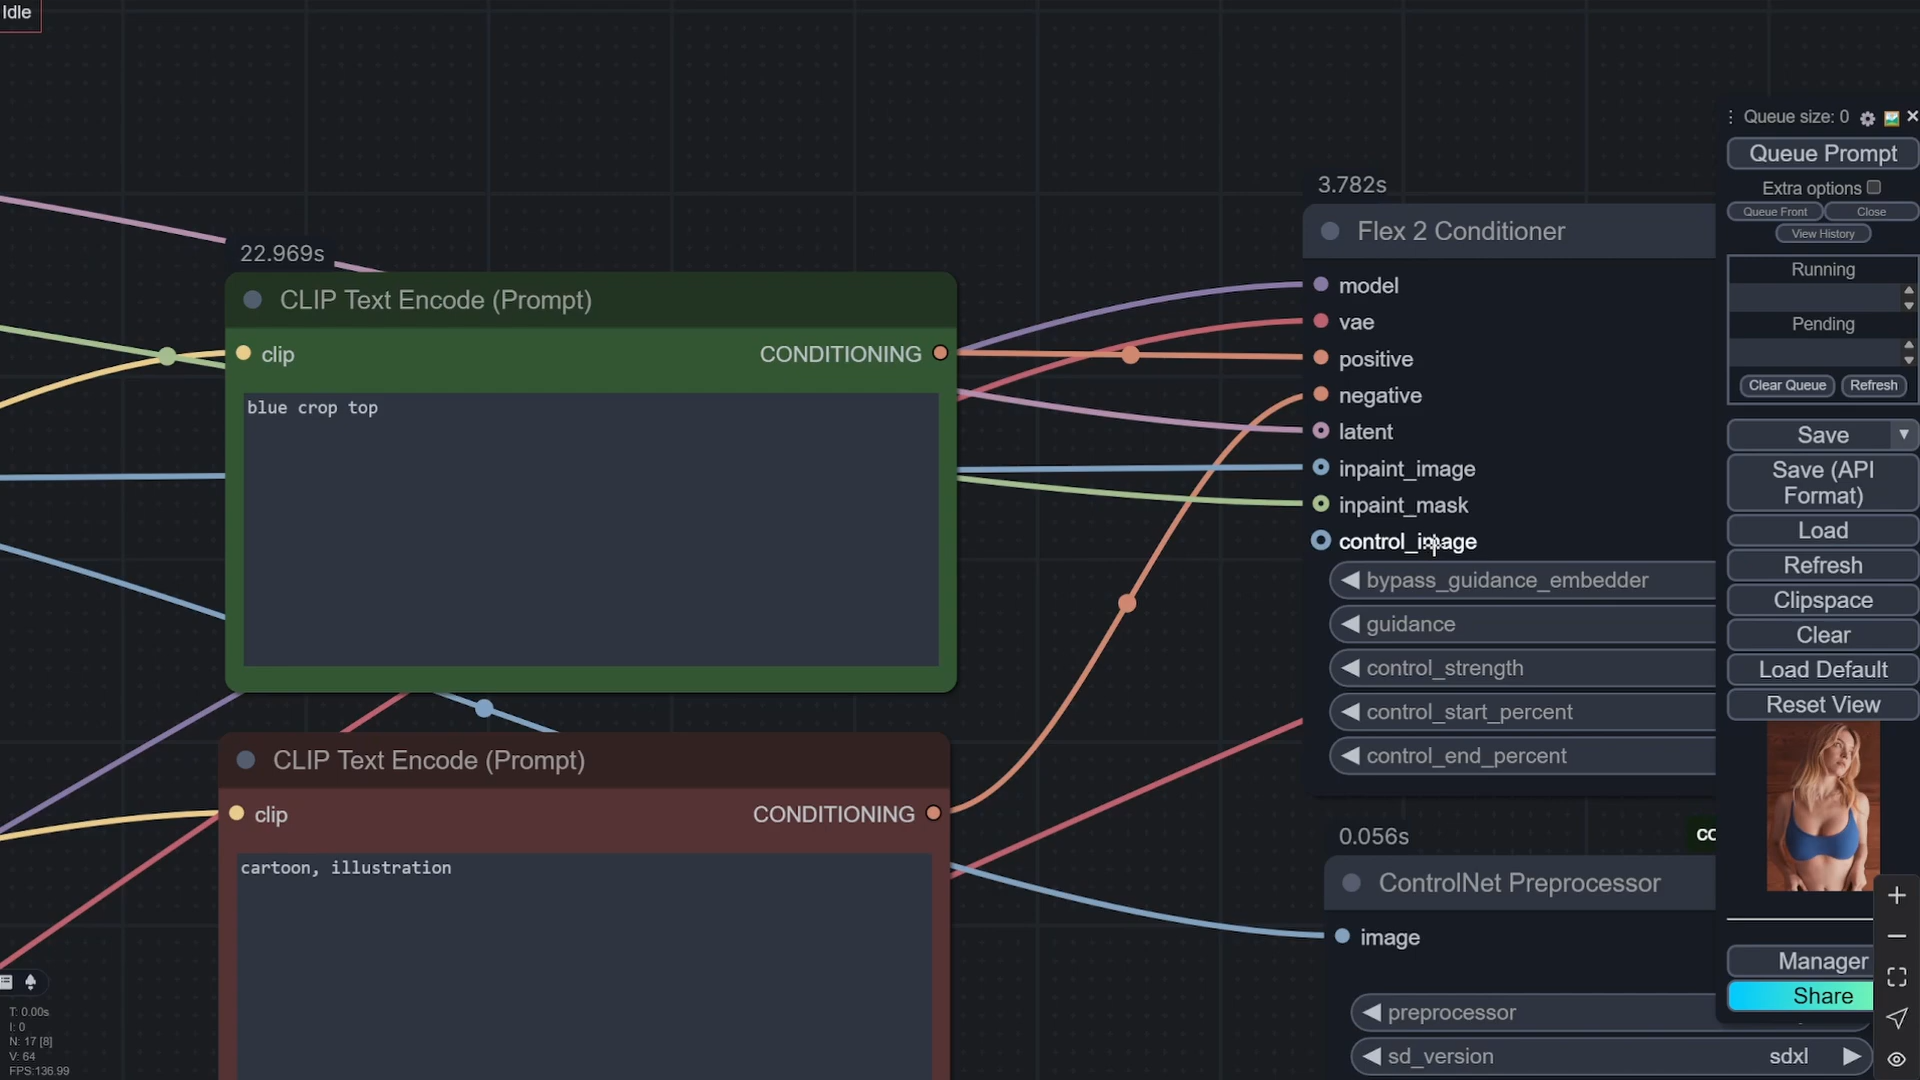 Idle
Queue size: 0
Queue Prompt
Extra options
Queue Front
Close
View History
Running
Pending
Clear Queue
Refresh
Save
Save (API
Format)
Load
Refresh
Clipspace
Clear
Load Default
Reset View
Manager
Share
22.969s
CLIP Text Encode (Prompt)
clip
CONDITIONING
blue crop top
CLIP Text Encode (Prompt)
clip
CONDITIONING
cartoon, illustration
3.782s
Flex 2 Conditioner
model
vae
positive
negative
latent
inpaint_image
inpaint_mask
control_image
bypass_guidance_embedder
guidance
control_strength
control_start_percent
control_end_percent
0.056s
ControlNet Preprocessor
image
preprocessor
sd_version
sdxl
T: 0.00s
I: 0
N: 17 [8]
V: 64
FPS:136.99